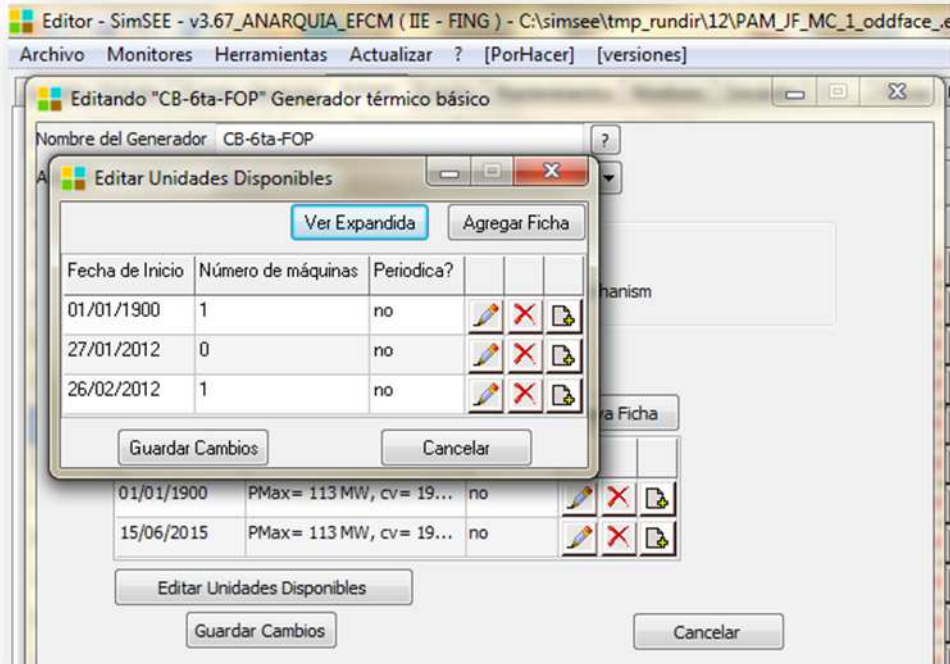 Editor - SimSEE - v3.67_ANARQUIA_EFCM ( IIE - FING ) - C:\simsee\tmp_rundir\12\PAM_JF_MC_1_oddface_.e
Archivo Monitores Herramientas Actualizar ? [PorHacer] [versiones]
Editando "CB-6ta-FOP" Generador térmico básico
Nombre del Generador CB-6ta-FOP ?
A
Editar Unidades Disponibles
Ver Expandida Agregar Ficha
Fecha de Inicio Número de máquinas Periodica?
01/01/1900 1 no
27/01/2012 0 no
26/02/2012 1 no
Guardar Cambios Cancelar
hanism
a Ficha
01/01/1900 PMax= 113 MW, cv= 19... no
15/06/2015 PMax= 113 MW, cv= 19... no
Editar Unidades Disponibles
Guardar Cambios Cancelar